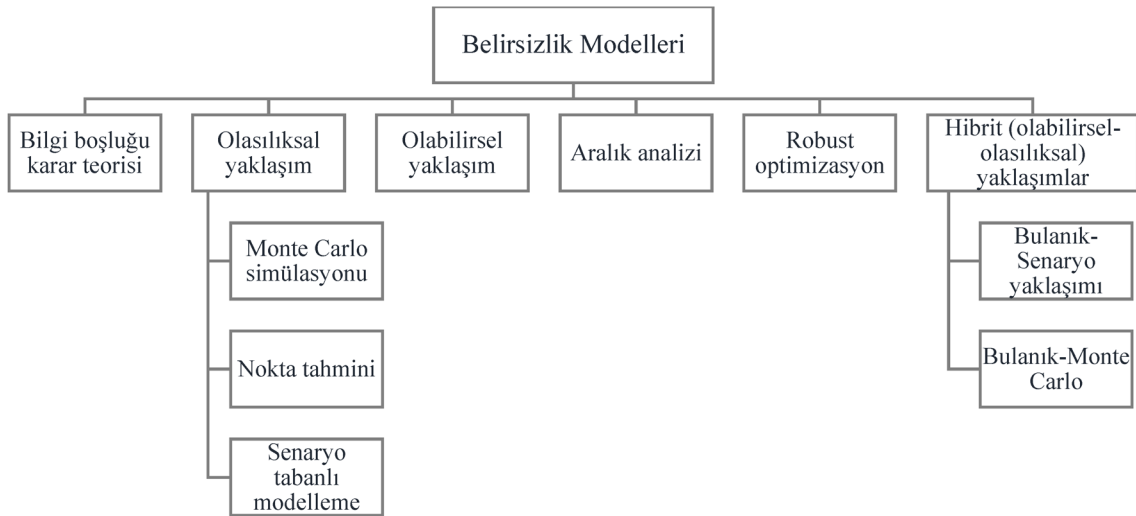 Belirsizlik Modelleri
Bilgi boşluğu
karar teorisi
Olasılıksal
yaklaşım
Monte Carlo
simülasyonu
Nokta tahmini
Senaryo
tabanlı
modelleme
Olabilirsel
yaklaşım
Aralık analizi
Robust
optimizasyon
Hibrit (olabilirsel-
olasılıksal)
yaklaşımlar
Bulanık-
Senaryo
yaklaşımı
Bulanık-Monte
Carlo